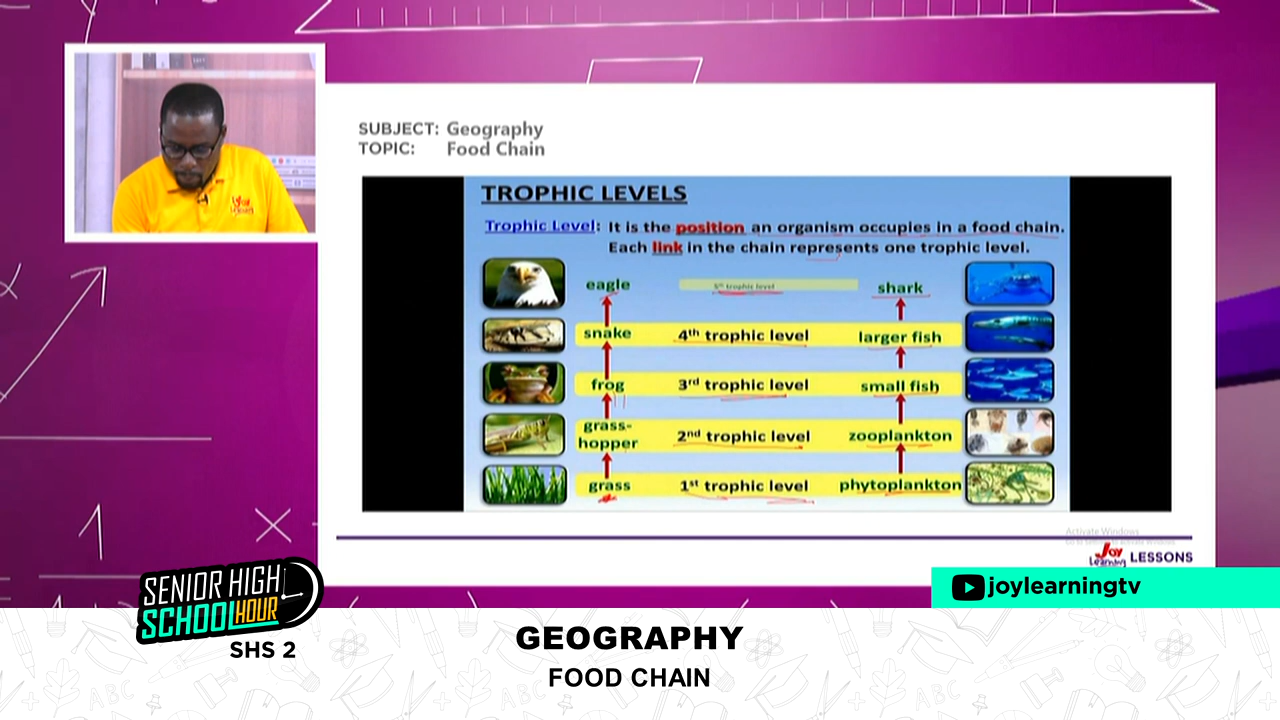 SUBJECT: Geography
TOPIC: Food Chain
TROPHIC LEVELS
Trophic Level: It is the position an organism occupies in a food chain.
Each link in the chain represents one trophic level.
eagle 5th trophic level shark
snake 4th trophic level larger fish
frog 3rd trophic level small fish
grass-
hopper 2nd trophic level zooplankton
grass 1st trophic level phytoplankton
Activate Windows
Joy
Learning LESSONS
joylearningtv
SENIOR HIGH
SCHOOL HOUR
SHS 2
GEOGRAPHY
FOOD CHAIN